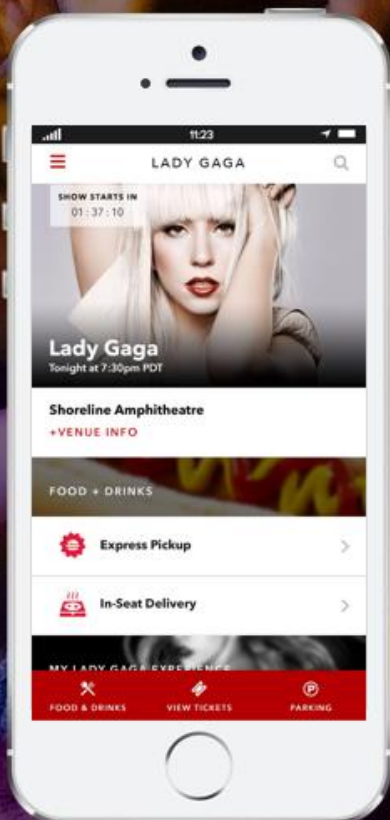 11:23
LADY GAGA
SHOW STARTS IN
01 : 37 : 10
Lady Gaga
Tonight at 7:30pm PDT
Shoreline Amphitheatre
+VENUE INFO
FOOD + DRINKS
Express Pickup
In-Seat Delivery
MY LADY GAGA EXPERIENCE
FOOD & DRINKS VIEW TICKETS PARKING